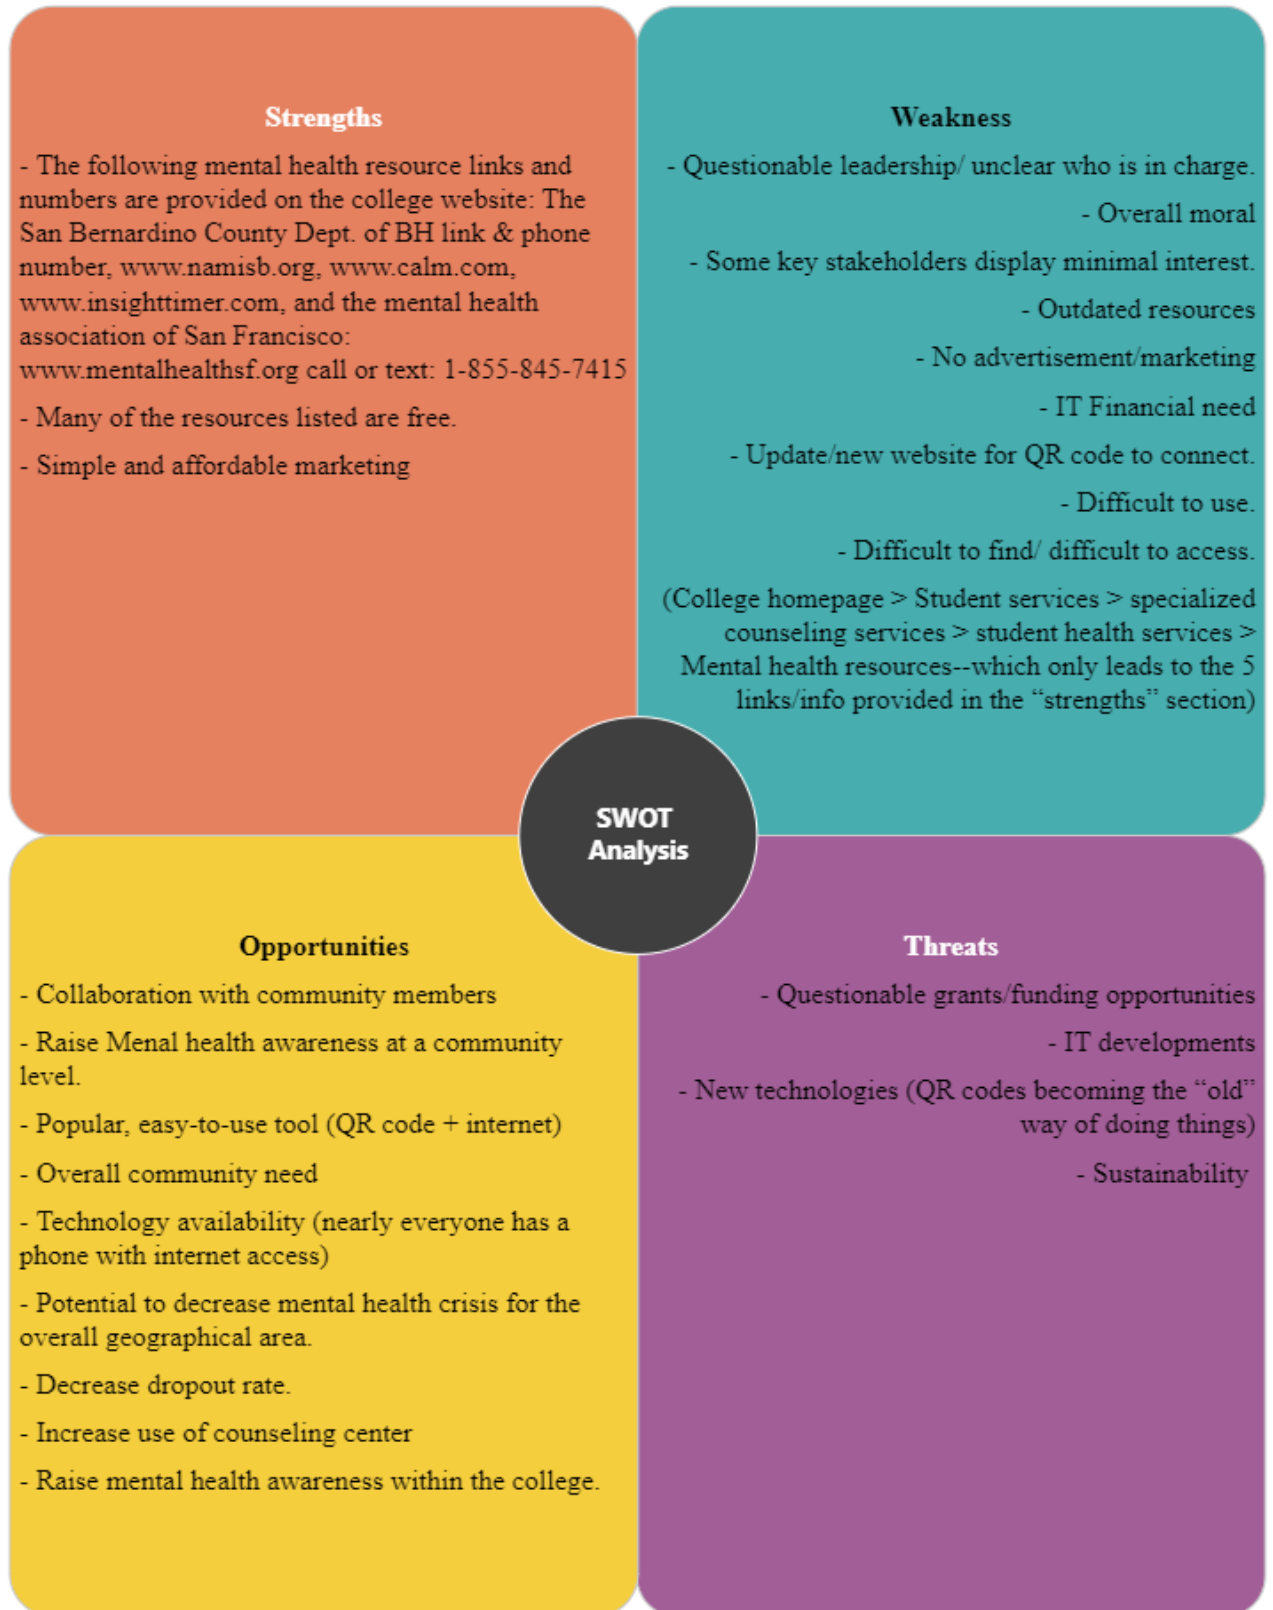 Strengths
- The following mental health resource links and
numbers are provided on the college website: The
San Bernardino County Dept. of BH link & phone
number, www.namisb.org, www.calm.com,
www.insighttimer.com, and the mental health
association of San Francisco:
www.mentalhealthsf.org call or text: 1-855-845-7415
- Many of the resources listed are free.
- Simple and affordable marketing
Weakness
- Questionable leadership/ unclear who is in charge.
- Overall moral
- Some key stakeholders display minimal interest.
- Outdated resources
- No advertisement/marketing
- IT Financial need
- Update/new website for QR code to connect.
- Difficult to use.
- Difficult to find/ difficult to access.
(College homepage > Student services > specialized
counseling services > student health services >
Mental health resources--which only leads to the 5
links/info provided in the “strengths” section)
SWOT
Analysis
Opportunities
- Collaboration with community members
- Raise Menal health awareness at a community
level.
- Popular, easy-to-use tool (QR code + internet)
- Overall community need
- Technology availability (nearly everyone has a
phone with internet access)
- Potential to decrease mental health crisis for the
overall geographical area.
- Decrease dropout rate.
- Increase use of counseling center
- Raise mental health awareness within the college.
Threats
- Questionable grants/funding opportunities
- IT developments
- New technologies (QR codes becoming the “old”
way of doing things)
- Sustainability